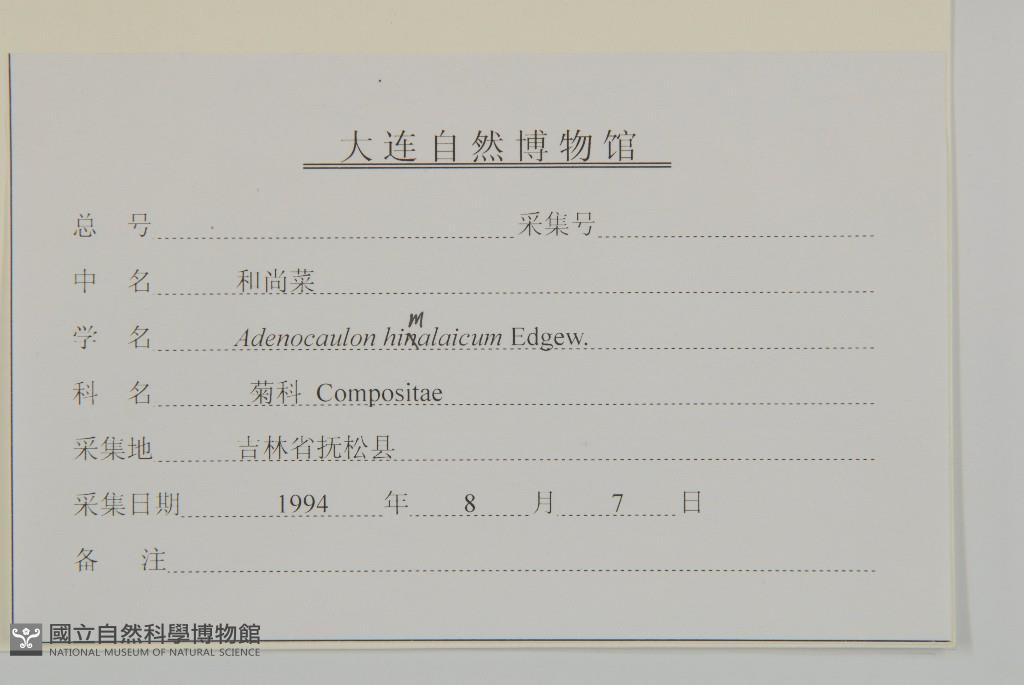 大连自然博物馆
总 号 采集号
中 名 和尚菜
学 名 Adenocaulon himalaicum Edgew.
科 名 菊科 Compositae
采集地 吉林省抚松县
采集日期 1994 年 8 月 7 日
备 注
國立自然科學博物館
NATIONAL MUSEUM OF NATURAL SCIENCE